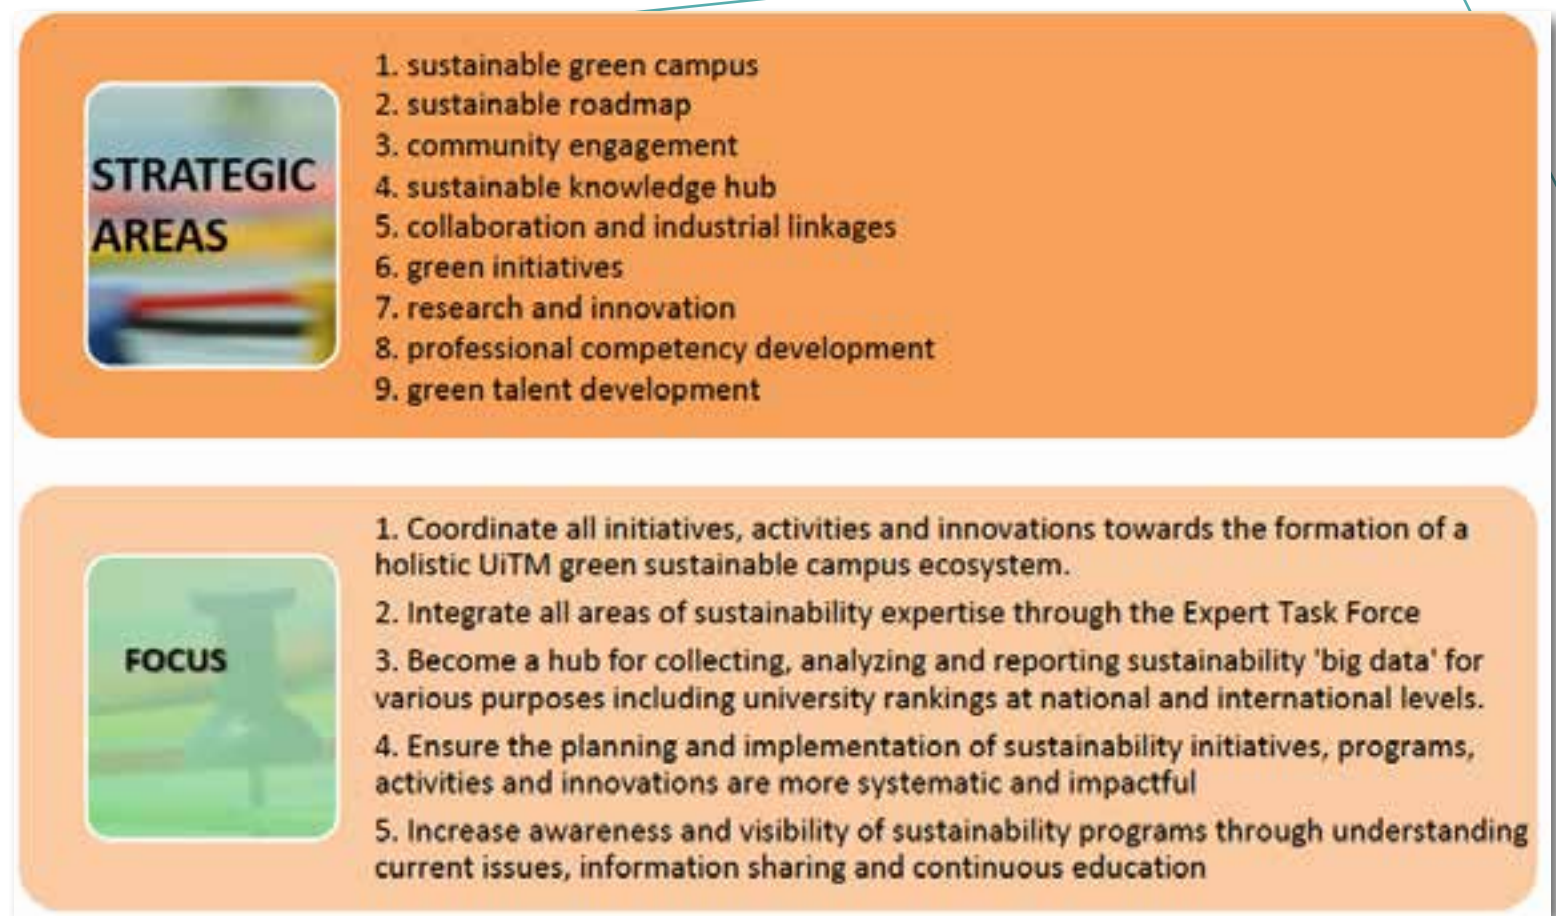 STRATEGIC
AREAS
1. sustainable green campus
2. sustainable roadmap
3. community engagement
4. sustainable knowledge hub
5. collaboration and industrial linkages
6. green initiatives
7. research and innovation
8. professional competency development
9. green talent development
FOCUS
1. Coordinate all initiatives, activities and innovations towards the formation of a
holistic UiTM green sustainable campus ecosystem.
2. Integrate all areas of sustainability expertise through the Expert Task Force
3. Become a hub for collecting, analyzing and reporting sustainability 'big data' for
various purposes including university rankings at national and international levels.
4. Ensure the planning and implementation of sustainability initiatives, programs,
activities and innovations are more systematic and impactful
5. Increase awareness and visibility of sustainability programs through understanding
current issues, information sharing and continuous education